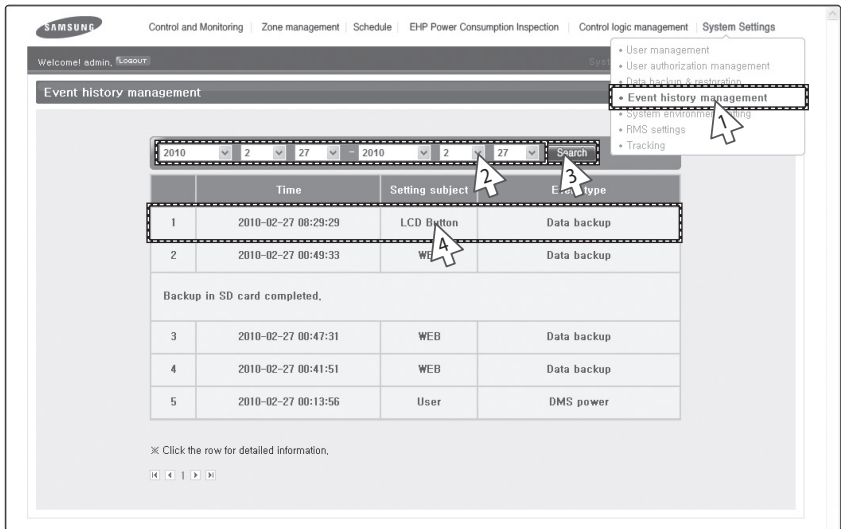 SAMSUNG Control and Monitoring Zone management Schedule EHP Power Consumption Inspection Control logic management System Settings
Welcome! admin, LOGOUT
• User management
• User authorization management
• Data backup & restoration
• Event history management
• System environment setting
• RMS settings
• Tracking
Event history management
2010 2 27 - 2010 2 27 Search
Time Setting subject Event type
1 2010-02-27 08:29:29 LCD Button Data backup
2 2010-02-27 00:49:33 WEB Data backup
Backup in SD card completed,
3 2010-02-27 00:47:31 WEB Data backup
4 2010-02-27 00:41:51 WEB Data backup
5 2010-02-27 00:13:56 User DMS power
※ Click the row for detailed information,
1
1
2
3
4